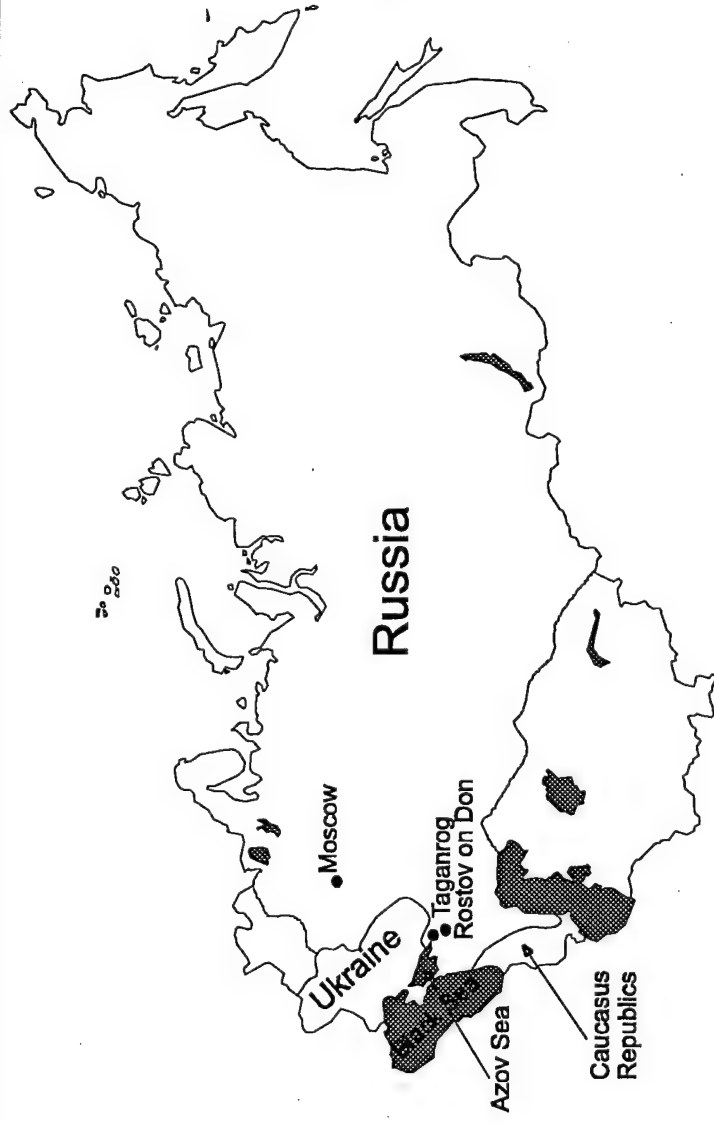 Russia
Moscow
Ukraine
Taganrog
Rostov on Don
Black Sea
Azov Sea
Caucasus
Republics